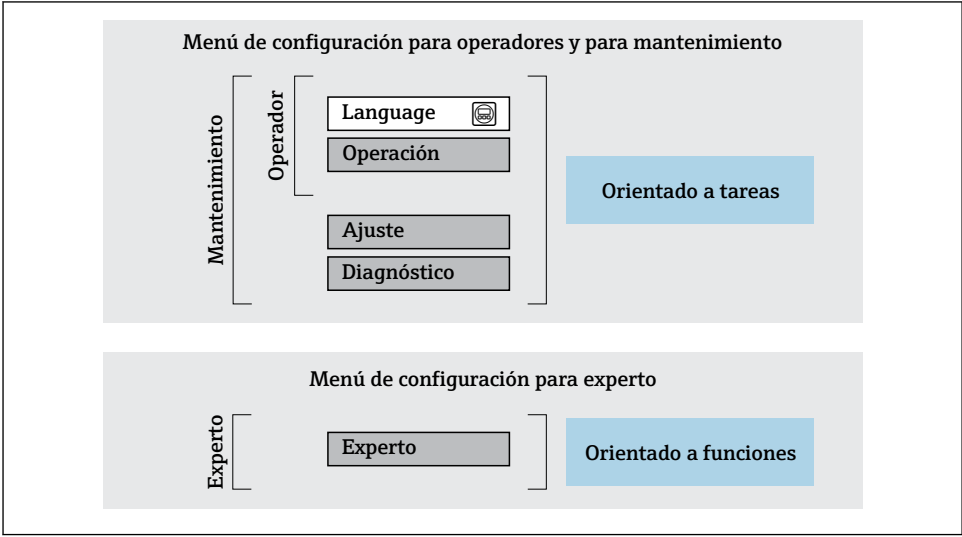 Menú de configuración para operadores y para mantenimiento
Mantenimiento
Operador
Language
Operación
Ajuste
Diagnóstico
Orientado a tareas
Menú de configuración para experto
Experto
Experto
Orientado a funciones